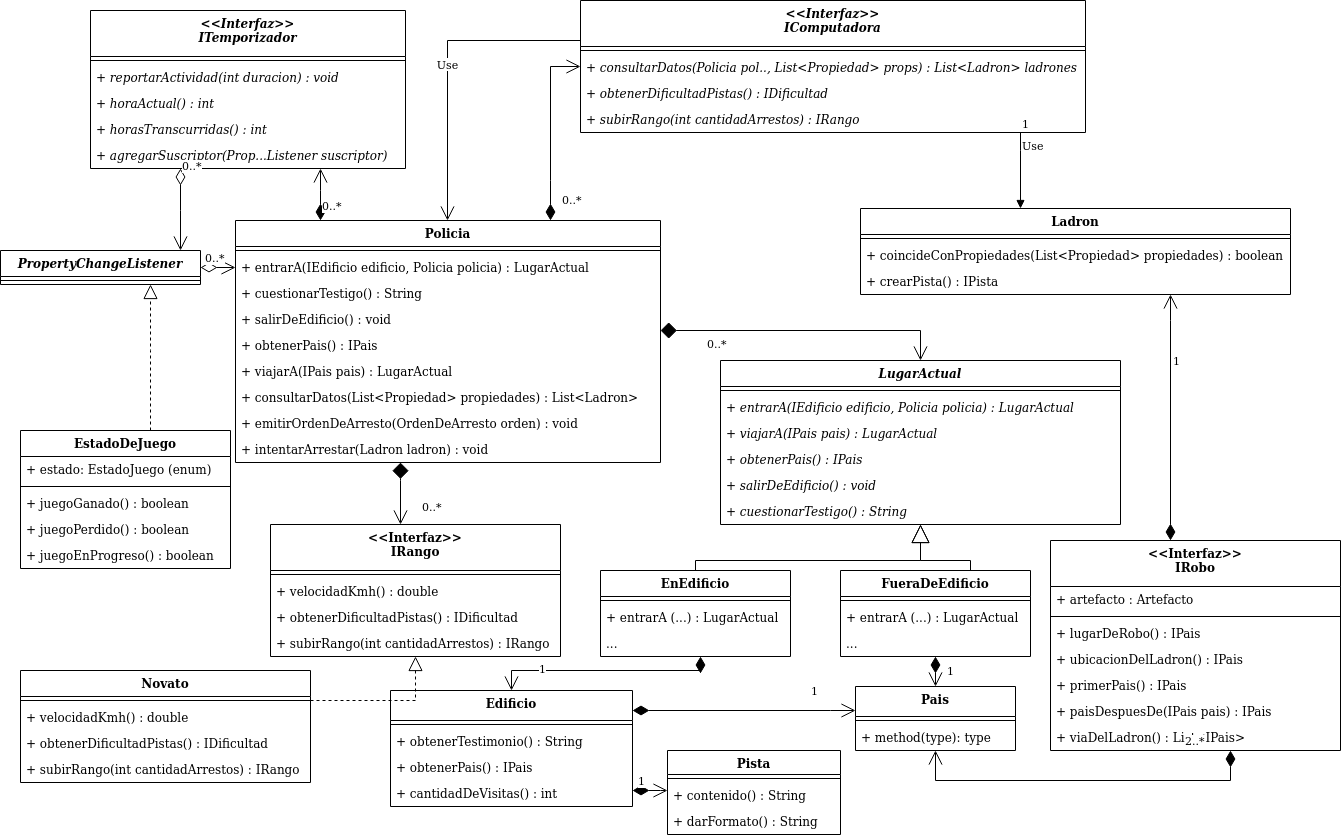 <<Interfaz>>
ITemporizador
+ reportarActividad(int duracion) : void
+ horaActual() : int
+ horasTranscurridas() : int
+ agregarSuscriptor(Prop...Listener suscriptor)
<<Interfaz>>
IComputadora
+ consultarDatos(Policia pol.., List<Propiedad> props) : List<Ladron> ladrones
+ obtenerDificultadPistas() : IDificultad
+ subirRango(int cantidadArrestos) : IRango
Use
1
Use
0..*
0..*
0..*
0..*
PropertyChangeListener
Policia
+ entrarA(IEdificio edificio, Policia policia) : LugarActual
+ cuestionarTestigo() : String
+ salirDeEdificio() : void
+ obtenerPais() : IPais
+ viajarA(IPais pais) : LugarActual
+ consultarDatos(List<Propiedad> propiedades) : List<Ladron>
+ emitirOrdenDeArresto(OrdenDeArresto orden) : void
+ intentarArrestar(Ladron ladron) : void
Ladron
+ coincideConPropiedades(List<Propiedad> propiedades) : boolean
+ crearPista() : IPista
0..*
1
LugarActual
+ entrarA(IEdificio edificio, Policia policia) : LugarActual
+ viajarA(IPais pais) : LugarActual
+ obtenerPais() : IPais
+ salirDeEdificio() : void
+ cuestionarTestigo() : String
EstadoDeJuego
+ estado: EstadoJuego (enum)
+ juegoGanado() : boolean
+ juegoPerdido() : boolean
+ juegoEnProgreso() : boolean
0..*
<<Interfaz>>
IRango
+ velocidadKmh() : double
+ obtenerDificultadPistas() : IDificultad
+ subirRango(int cantidadArrestos) : IRango
EnEdificio
+ entrarA (...) : LugarActual
...
FueraDeEdificio
+ entrarA (...) : LugarActual
...
<<Interfaz>>
IRobo
+ artefacto : Artefacto
+ lugarDeRobo() : IPais
+ ubicacionDelLadron() : IPais
+ primerPais() : IPais
+ paisDespuesDe(IPais pais) : IPais
+ viaDelLadron() : IPais>
2..*
Novato
+ velocidadKmh() : double
+ obtenerDificultadPistas() : IDificultad
+ subirRango(int cantidadArrestos) : IRango
1
1
1
Edificio
+ obtenerTestimonio() : String
+ obtenerPais() : IPais
+ cantidadDeVisitas() : int
Pais
+ method(type): type
1
Pista
+ contenido() : String
+ darFormato() : String